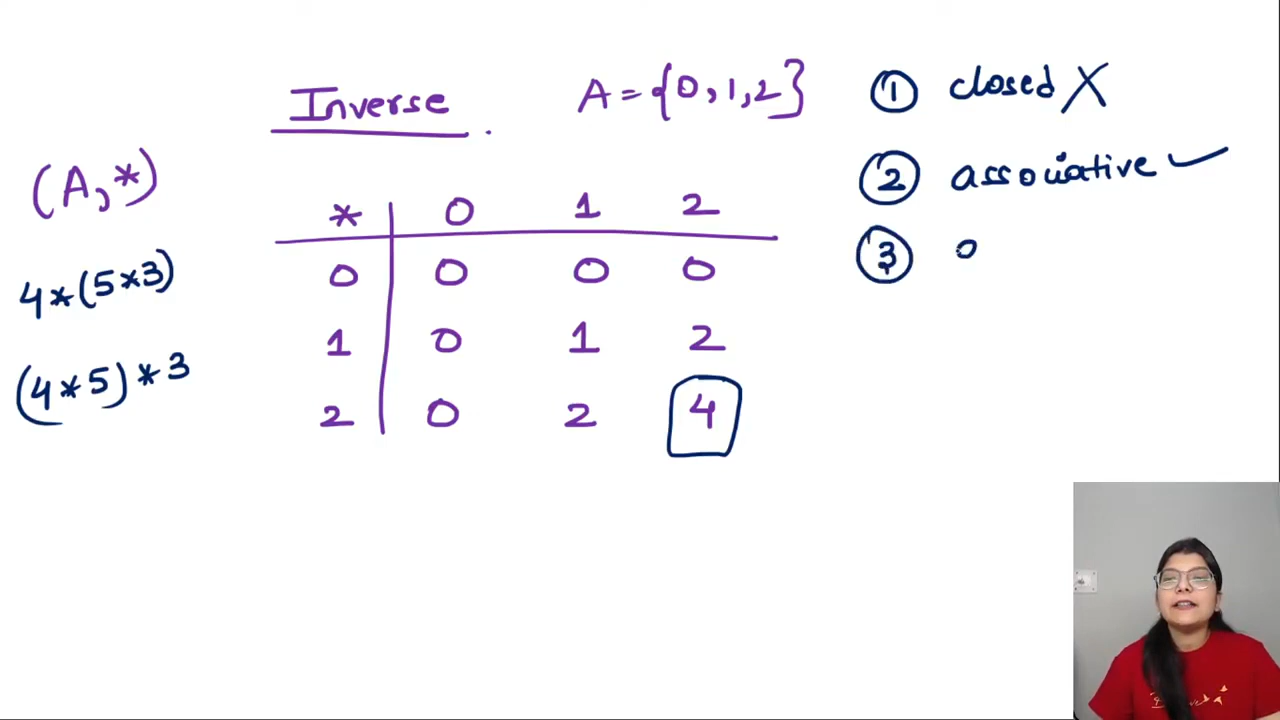 Inverse.
A = {0, 1, 2}
(A, *)
4*(5*3)
(4*5)*3
* 0 1 2
0 0 0 0
1 0 1 2
2 0 2 4
① closed X
② associative ✓
③